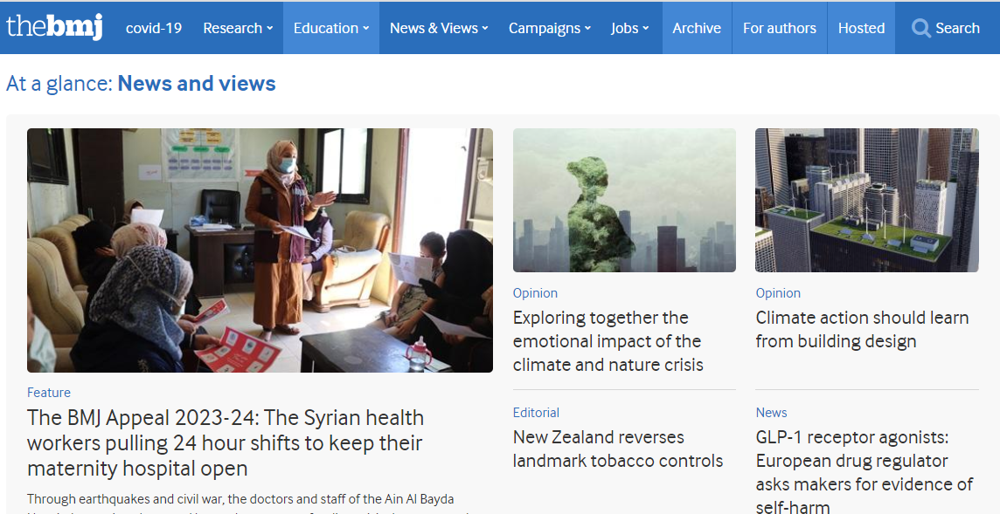 thebmj covid-19 Research Education News & Views Campaigns Jobs Archive For authors Hosted Search
At a glance: News and views
Feature
The BMJ Appeal 2023-24: The Syrian health
workers pulling 24 hour shifts to keep their
maternity hospital open
Through earthquakes and civil war, the doctors and staff of the Ain Al Bayda
Opinion
Exploring together the
emotional impact of the
climate and nature crisis
Editorial
New Zealand reverses
landmark tobacco controls
Opinion
Climate action should learn
from building design
News
GLP-1 receptor agonists:
European drug regulator
asks makers for evidence of
self-harm